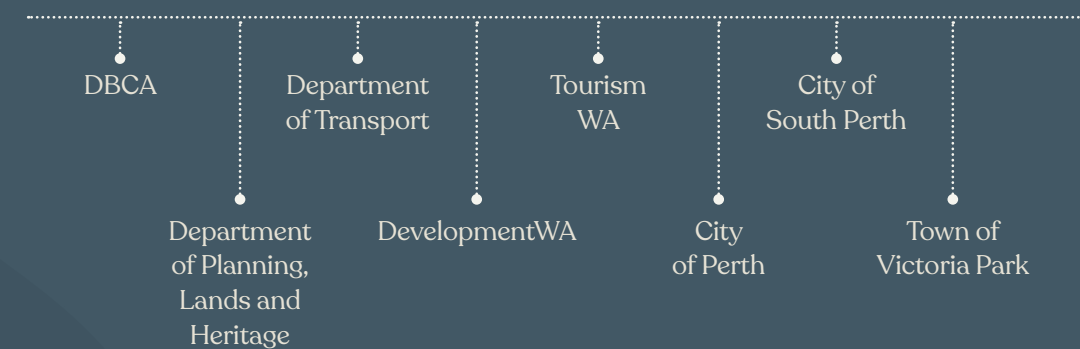 DBCA
Department
of Transport
Tourism
WA
City of
South Perth
Department
of Planning,
Lands and
Heritage
DevelopmentWA
City
of Perth
Town of
Victoria Park